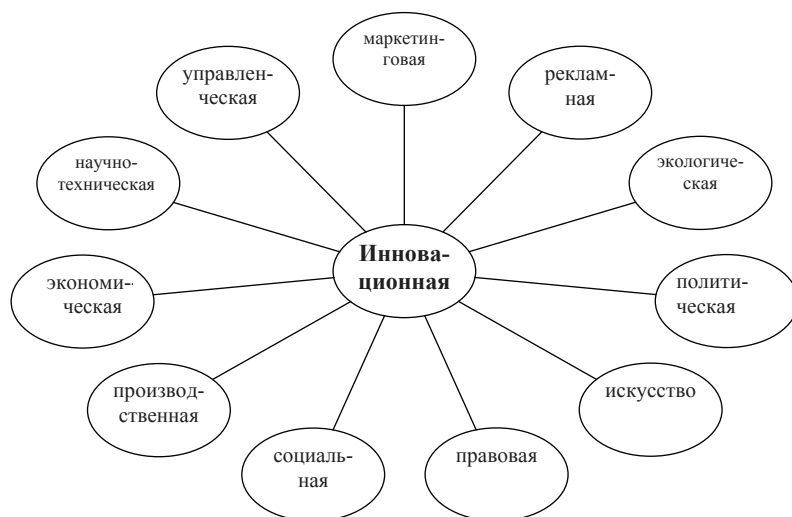 маркетин-
говая
управлен-
ческая
реклам-
ная
научно-
техническая
экологиче-
ская
Иннова-
ционная
экономи-
ческая
полити-
ческая
производ-
ственная
искусство
социаль-
ная
правовая